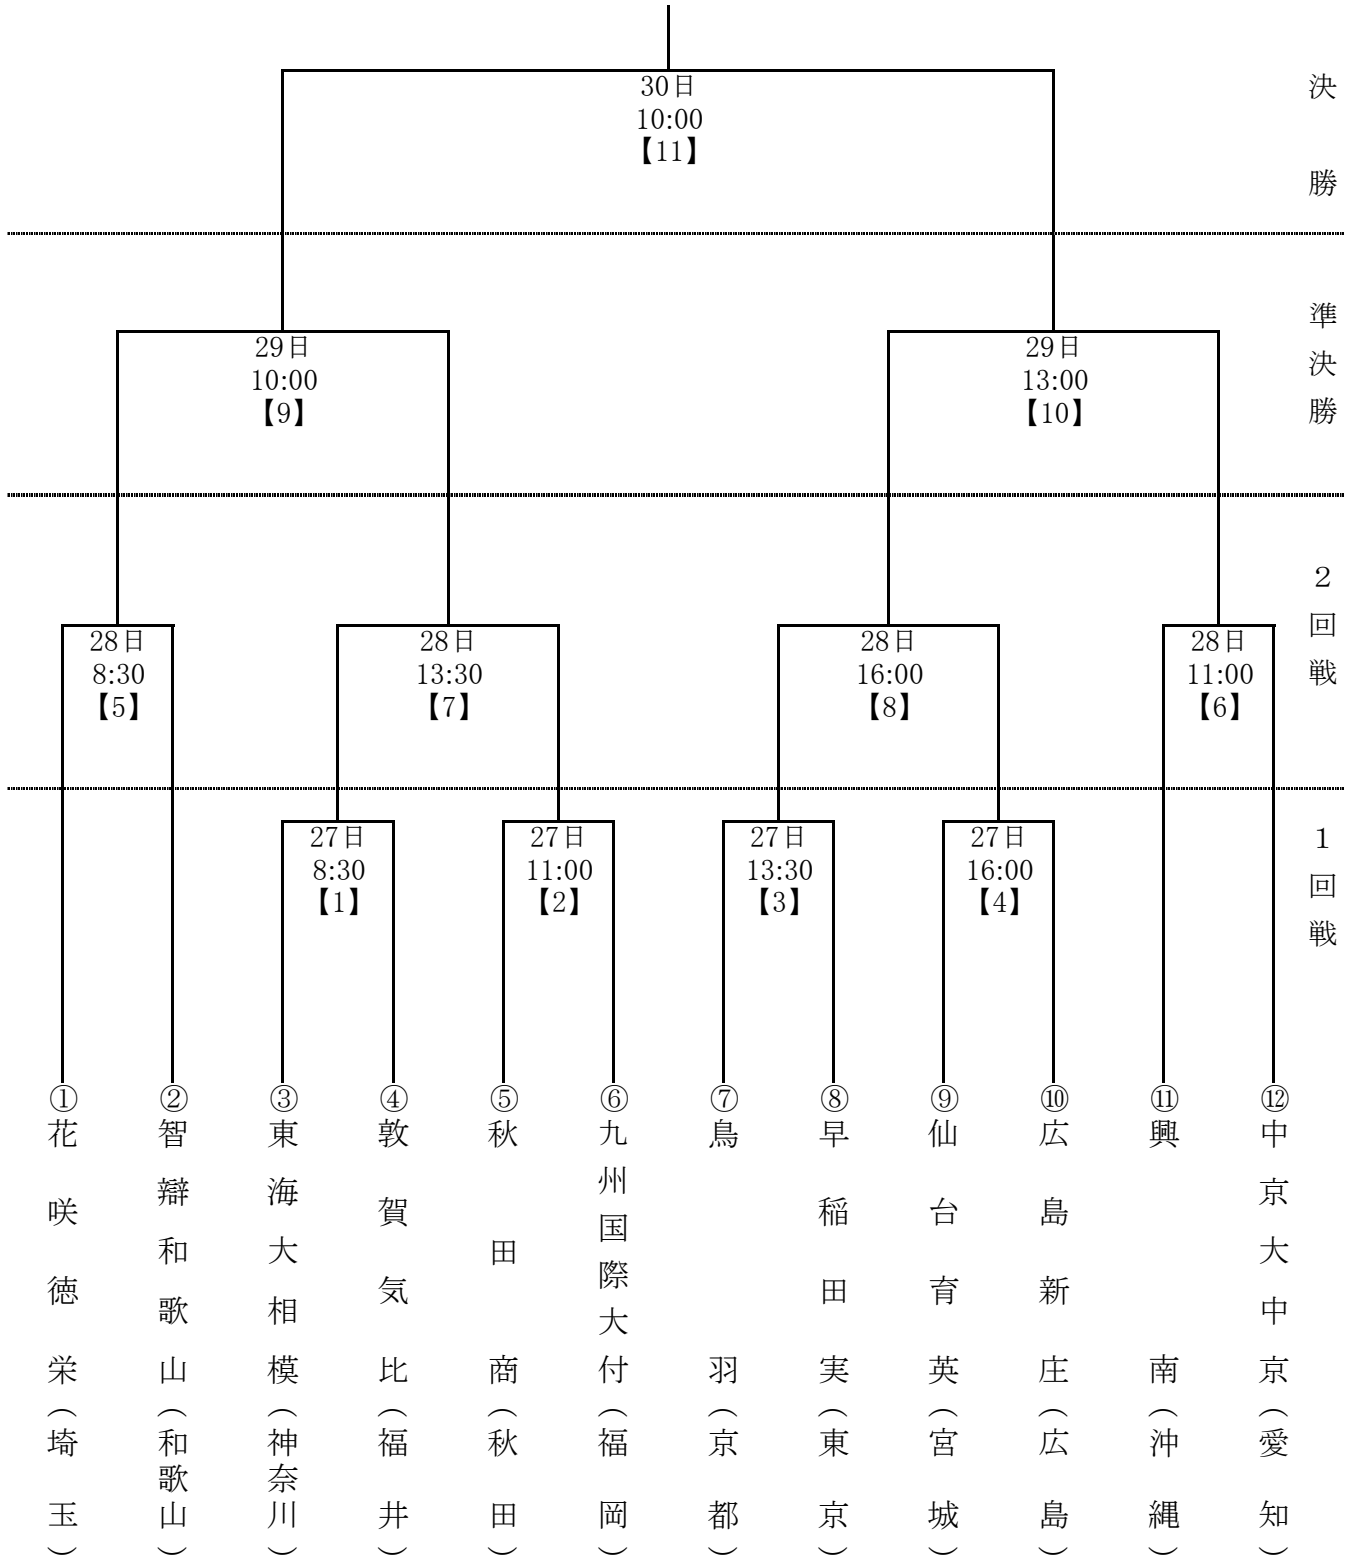 30日
10:00
【11】
決勝
29日
10:00
【9】
29日
13:00
【10】
準決勝
28日
8:30
【5】
28日
13:30
【7】
28日
16:00
【8】
28日
11:00
【6】
2回戦
27日
8:30
【1】
27日
11:00
【2】
27日
13:30
【3】
27日
16:00
【4】
1回戦
①花咲徳栄(埼玉)
②智辯和歌山(和歌山)
③東海大相模(神奈川)
④敦賀気比(福井)
⑤秋田商(秋田)
⑥九州国際大付(福岡)
⑦鳥羽(京都)
⑧早稲田実(東京)
⑨仙台育英(宮城)
⑩広島新庄(広島)
⑪興南(沖縄)
⑫中京大中京(愛知)